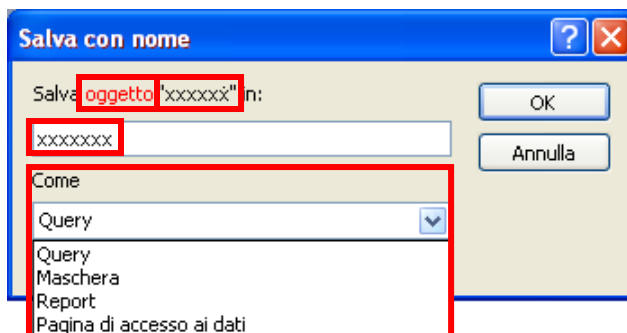 Salva con nome
Salva oggetto "xxxxxx" in:
OK
xxxxxxx
Annulla
Come
Query
Query
Maschera
Report
Pagina di accesso ai dati